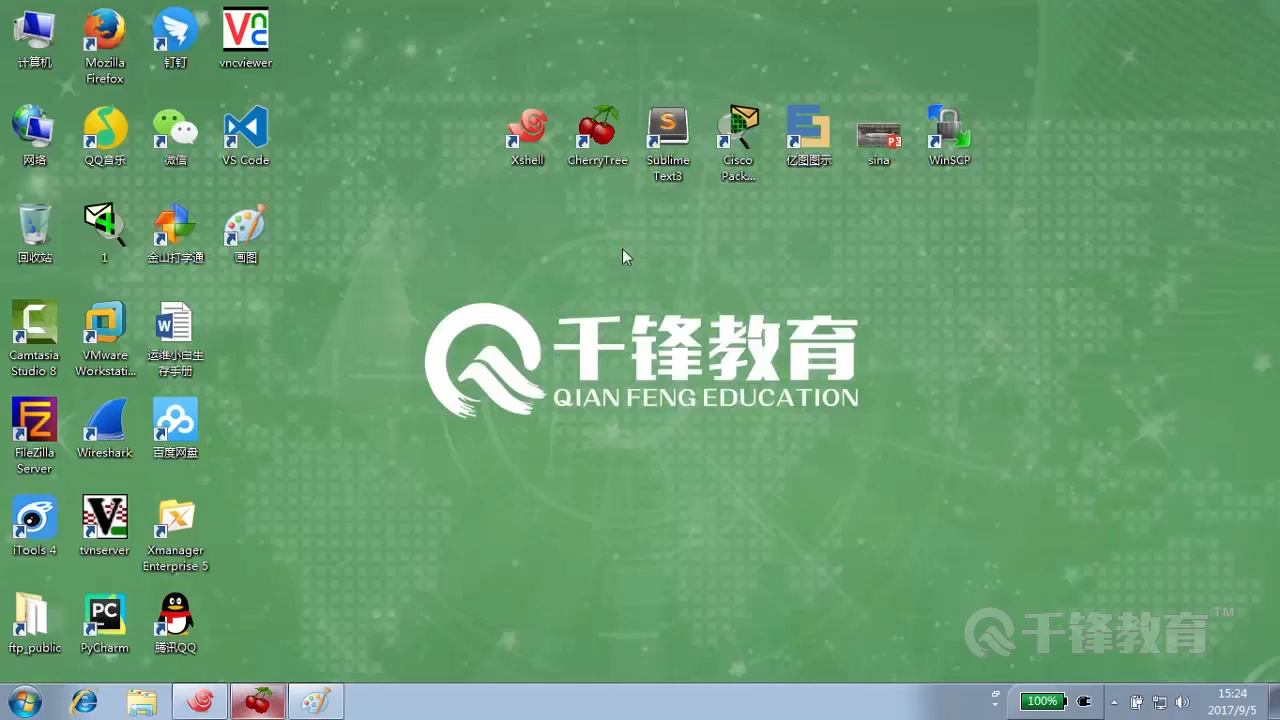 计算机
Mozilla
Firefox
钉钉
vncviewer
网络
QQ音乐
微信
VS Code
Xshell
CherryTree
Sublime
Text3
Cisco
Pack...
亿图图示
sina
WinSCP
回收站
1
金山打字通
画图
Camtasia
Studio 8
VMware
Workstati...
运维小白生
存手册
千锋教育
QIAN FENG EDUCATION
FileZilla
Server
Wireshark
百度网盘
iTools 4
tvnserver
Xmanager
Enterprise 5
ftp_public
PyCharm
腾讯QQ
千锋教育TM
100%
15:24
2017/9/5